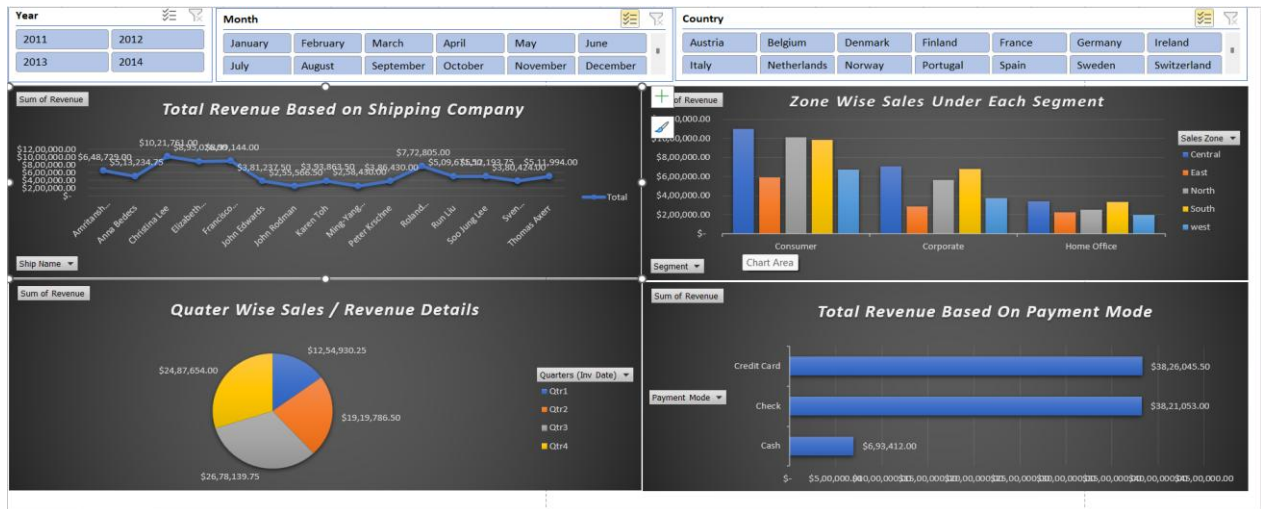 Year
2011 2012
2013 2014
Month
January February March April May June
July August September October November December
Country
Austria Belgium Denmark Finland France Germany Ireland
Italy Netherlands Norway Portugal Spain Sweden Switzerland
Sum of Revenue
Total Revenue Based on Shipping Company
$12,00,000.00
$10,00,000.00
$8,00,000.00
$6,00,000.00
$4,00,000.00
$2,00,000.00
$-
$6,48,729.00
$5,13,234.75
$10,21,761.00
$3,81,237.50
$2,55,566.50
$3,93,863.50
$2,58,430.00
$3,86,430.00
$7,72,805.00
$3,80,424.00
$5,11,994.00
Total
Amritansh...
Anna Bedecs
Christina Lee
Elizabeth...
Francisco...
John Edwards
John Rodman
Karen Toh
Ming-Yang...
Peter Krschne
Roland...
Run Liu
Soo Jung Lee
Sven...
Thomas Axerr
Ship Name
of Revenue
Zone Wise Sales Under Each Segment
$8,00,000.00
$6,00,000.00
$4,00,000.00
$2,00,000.00
$-
Consumer Corporate Home Office
Sales Zone
Central
East
North
South
west
Segment
Chart Area
Sum of Revenue
Quater Wise Sales / Revenue Details
$12,54,930.25
$19,19,786.50
$26,78,139.75
$24,87,654.00
Quarters (Inv Date)
Qtr1
Qtr2
Qtr3
Qtr4
Sum of Revenue
Total Revenue Based On Payment Mode
Payment Mode
Credit Card $38,26,045.50
Check $38,21,053.00
Cash $6,93,412.00
$-